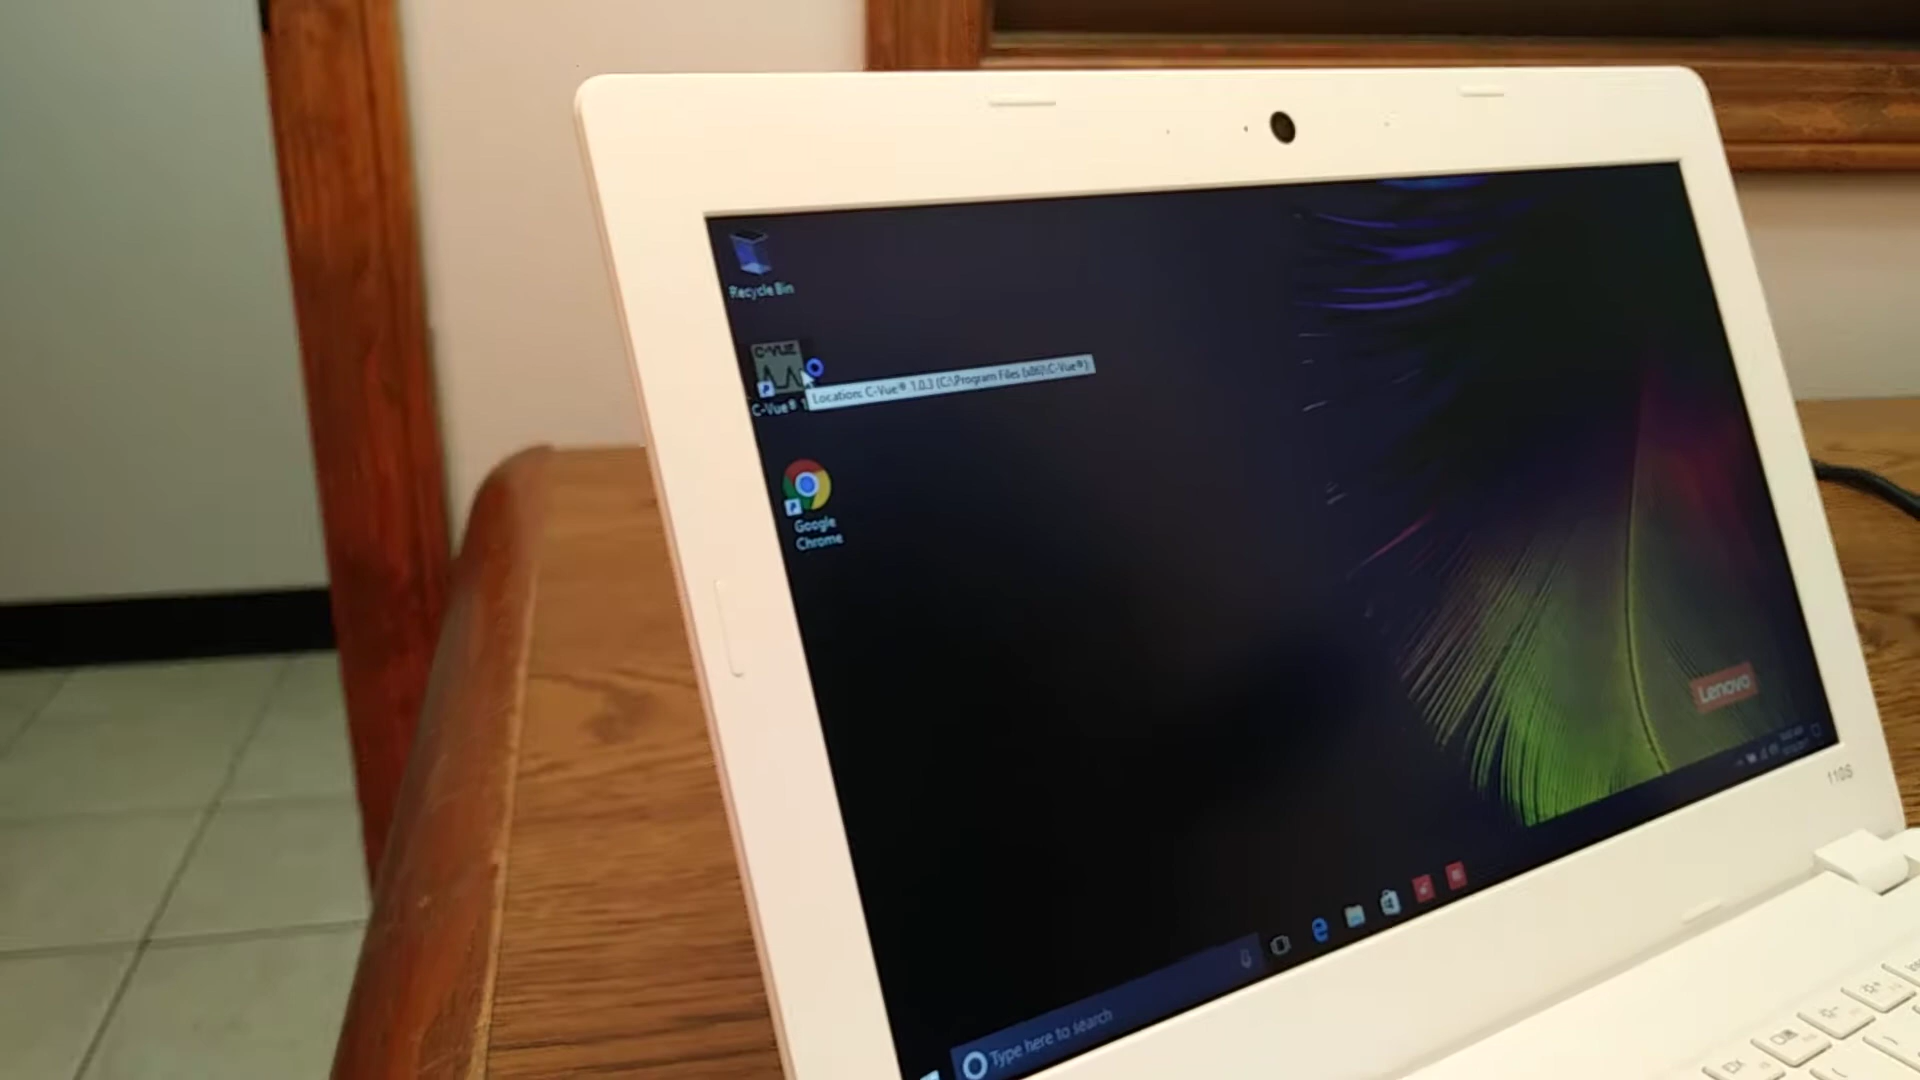 Recycle Bin
C-VUE
C-Vue® 1
Location: C-Vue® 1.0.3 (C:\Program Files (x86)\C-Vue®)
Google
Chrome
Lenovo
110S
Type here to search